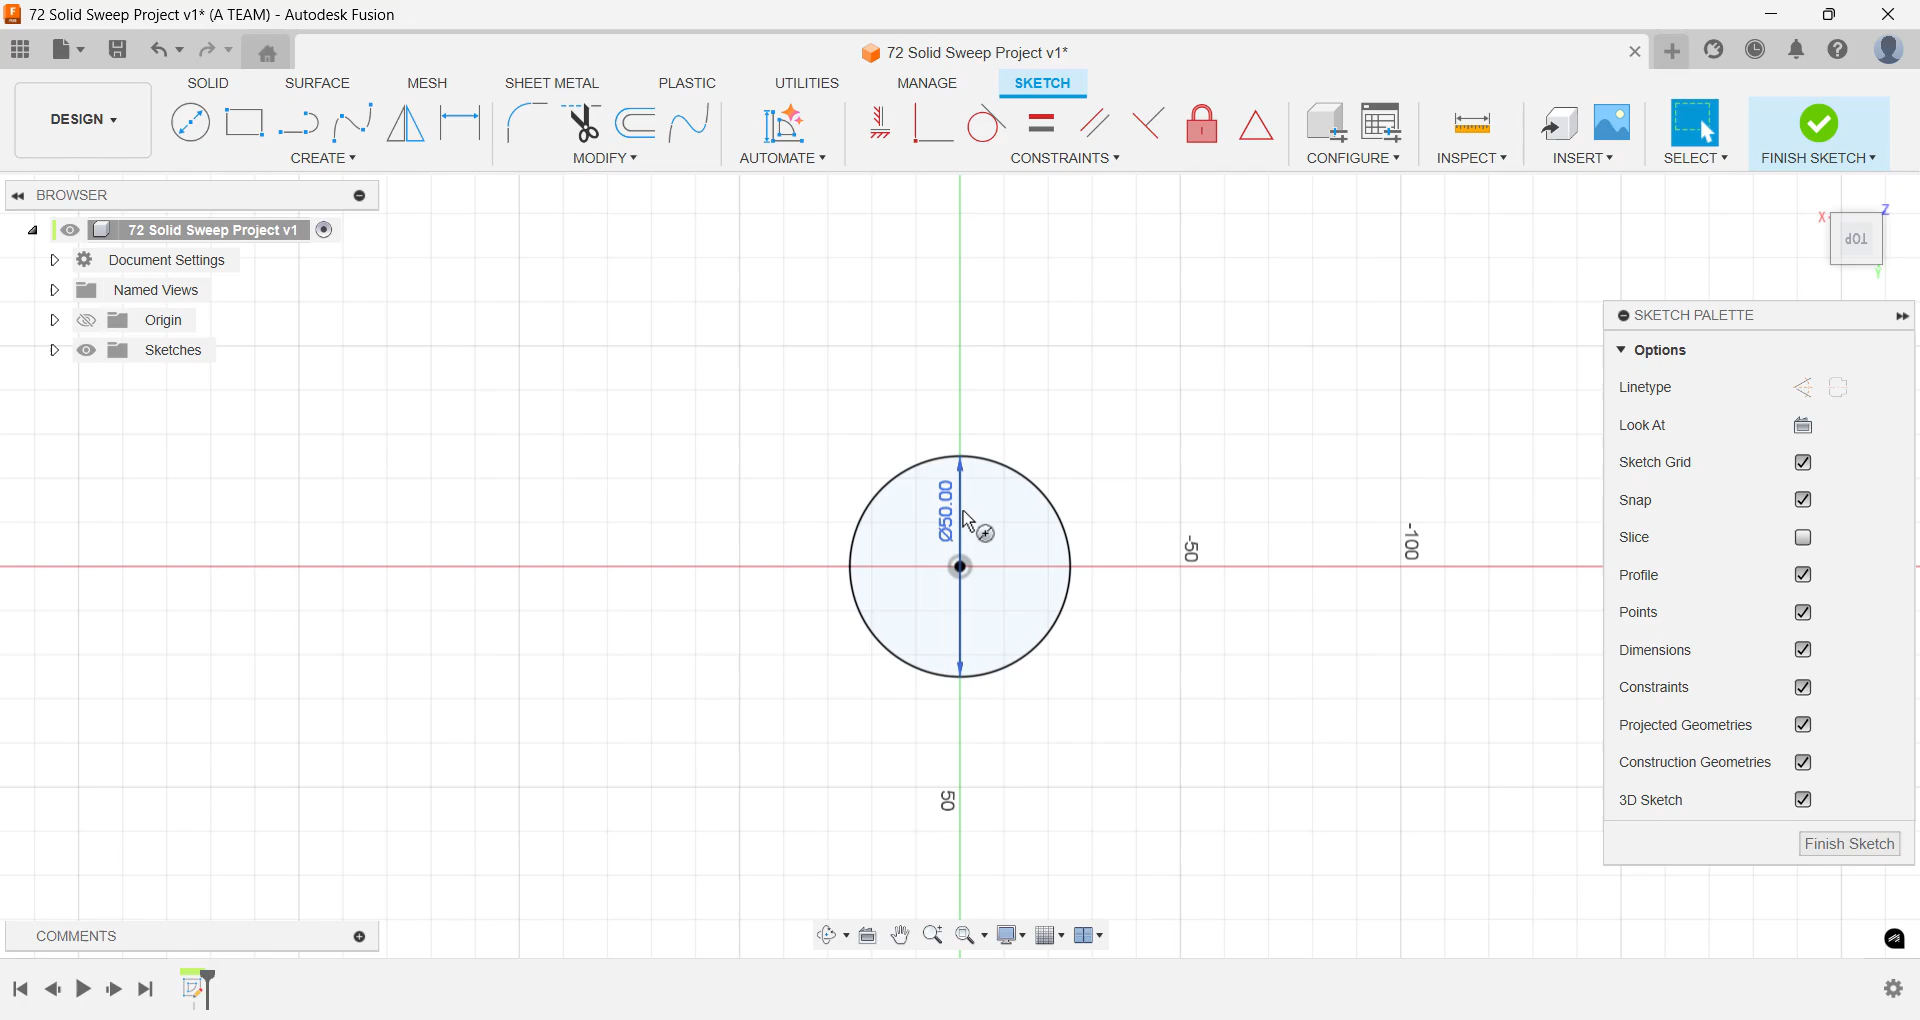 72 Solid Sweep Project v1* (A TEAM) - Autodesk Fusion
72 Solid Sweep Project v1*
SOLID SURFACE MESH SHEET METAL PLASTIC UTILITIES MANAGE SKETCH
DESIGN
CREATE MODIFY AUTOMATE CONSTRAINTS CONFIGURE INSPECT INSERT SELECT FINISH SKETCH
BROWSER
72 Solid Sweep Project v1
Document Settings
Named Views
Origin
Sketches
X
Z
TOP
Y
Ø50.00
-50
-100
50
SKETCH PALETTE
Options
Linetype
Look At
Sketch Grid
Snap
Slice
Profile
Points
Dimensions
Constraints
Projected Geometries
Construction Geometries
3D Sketch
Finish Sketch
COMMENTS